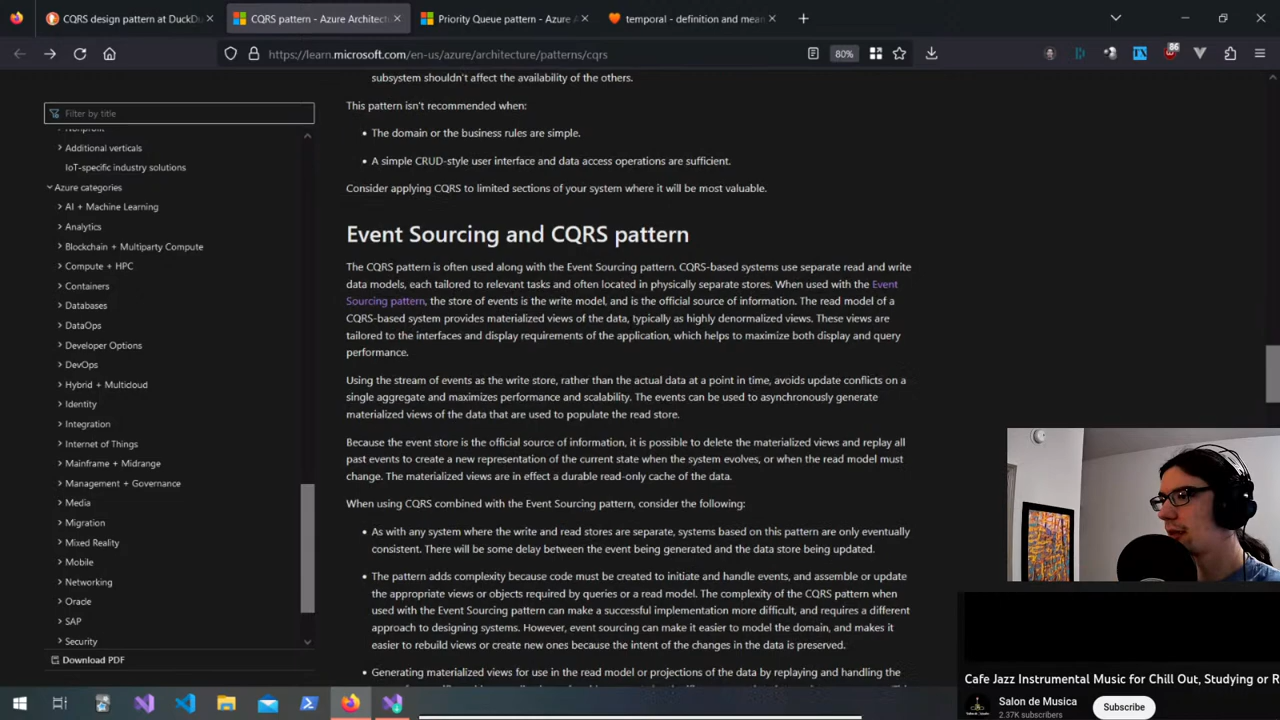 CQRS design pattern at DuckDu
CQRS pattern - Azure Architect
Priority Queue pattern - Azure A
temporal - definition and mean
https://learn.microsoft.com/en-us/azure/architecture/patterns/cqrs
80%
86
Filter by title
Nonprofit
Additional verticals
IoT-specific industry solutions
Azure categories
AI + Machine Learning
Analytics
Blockchain + Multiparty Compute
Compute + HPC
Containers
Databases
DataOps
Developer Options
DevOps
Hybrid + Multicloud
Identity
Integration
Internet of Things
Mainframe + Midrange
Management + Governance
Media
Migration
Mixed Reality
Mobile
Networking
Oracle
SAP
Security
Download PDF
subsystem shouldn't affect the availability of the others.
This pattern isn't recommended when:
• The domain or the business rules are simple.
• A simple CRUD-style user interface and data access operations are sufficient.
Consider applying CQRS to limited sections of your system where it will be most valuable.
Event Sourcing and CQRS pattern
The CQRS pattern is often used along with the Event Sourcing pattern. CQRS-based systems use separate read and write
data models, each tailored to relevant tasks and often located in physically separate stores. When used with the Event
Sourcing pattern, the store of events is the write model, and is the official source of information. The read model of a
CQRS-based system provides materialized views of the data, typically as highly denormalized views. These views are
tailored to the interfaces and display requirements of the application, which helps to maximize both display and query
performance.
Using the stream of events as the write store, rather than the actual data at a point in time, avoids update conflicts on a
single aggregate and maximizes performance and scalability. The events can be used to asynchronously generate
materialized views of the data that are used to populate the read store.
Because the event store is the official source of information, it is possible to delete the materialized views and replay all
past events to create a new representation of the current state when the system evolves, or when the read model must
change. The materialized views are in effect a durable read-only cache of the data.
When using CQRS combined with the Event Sourcing pattern, consider the following:
• As with any system where the write and read stores are separate, systems based on this pattern are only eventually
consistent. There will be some delay between the event being generated and the data store being updated.
• The pattern adds complexity because code must be created to initiate and handle events, and assemble or update
the appropriate views or objects required by queries or a read model. The complexity of the CQRS pattern when
used with the Event Sourcing pattern can make a successful implementation more difficult, and requires a different
approach to designing systems. However, event sourcing can make it easier to model the domain, and makes it
easier to rebuild views or create new ones because the intent of the changes in the data is preserved.
• Generating materialized views for use in the read model or projections of the data by replaying and handling the
Cafe Jazz Instrumental Music for Chill Out, Studying or R
Salon de Musica
2.37K subscribers
Subscribe